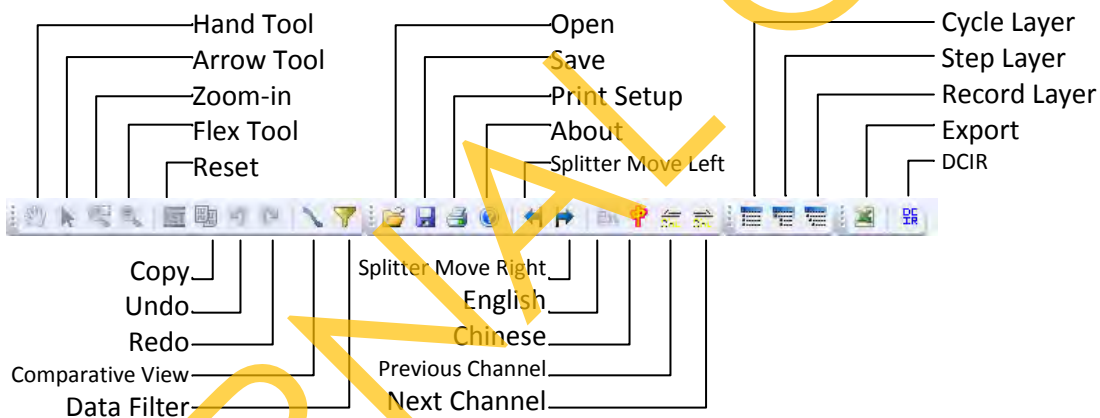 Hand Tool
Arrow Tool
Zoom-in
Flex Tool
Reset
Open
Save
Print Setup
About
Splitter Move Left
Cycle Layer
Step Layer
Record Layer
Export
DCIR
EN
中
DC
IR
Copy
Undo
Redo
Comparative View
Data Filter
Splitter Move Right
English
Chinese
Previous Channel
Next Channel